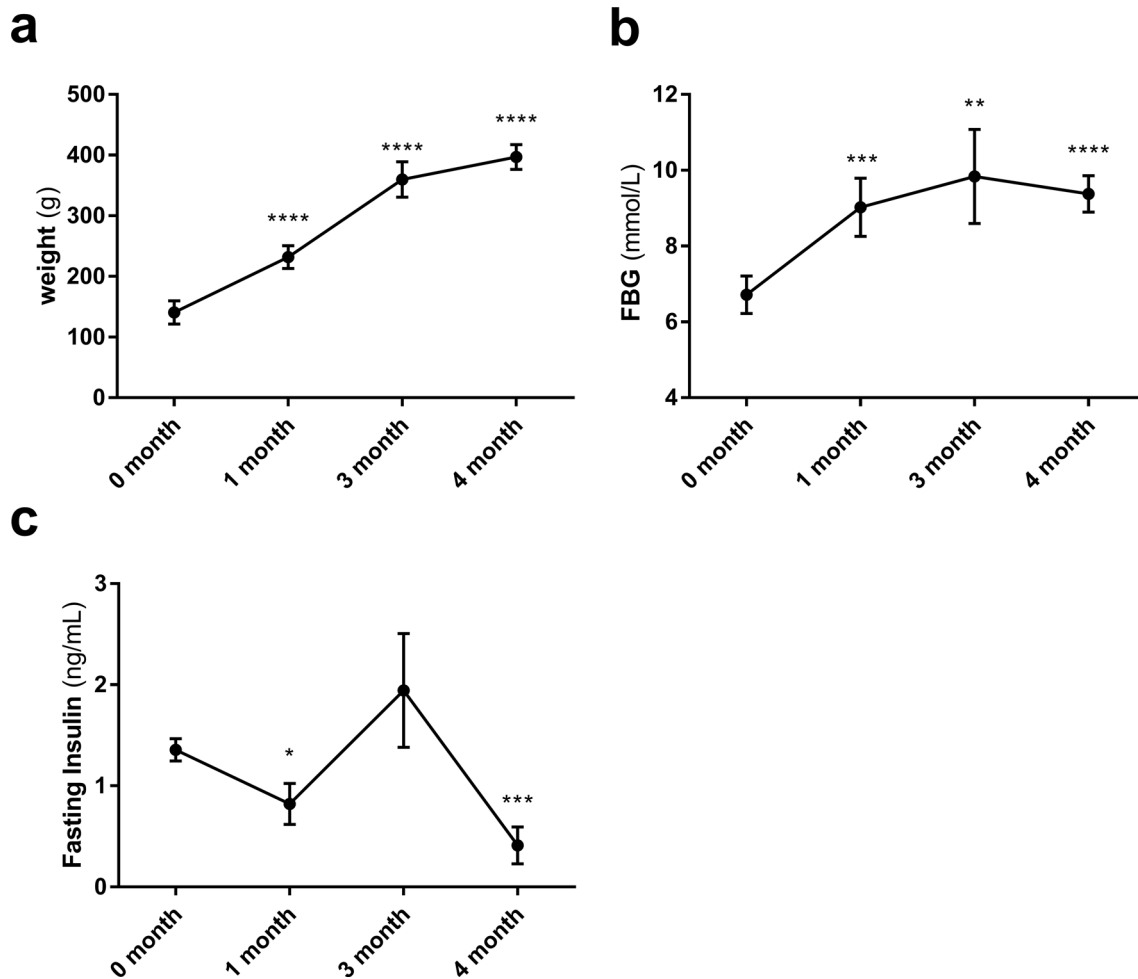 a
weight (g)
500
400
300
200
100
0
****
****
****
0 month
1 month
3 month
4 month
b
FBG (mmol/L)
12
10
8
6
4
***
**
****
0 month
1 month
3 month
4 month
c
Fasting Insulin (ng/mL)
3
2
1
0
*
***
0 month
1 month
3 month
4 month